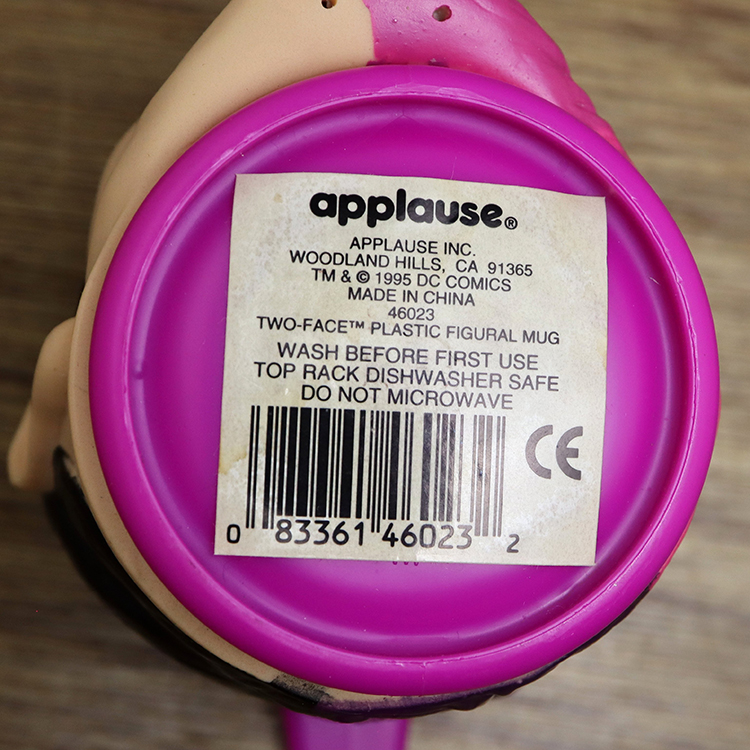 applause®
APPLAUSE INC.
WOODLAND HILLS, CA 91365
TM & © 1995 DC COMICS
MADE IN CHINA
46023
TWO-FACE™ PLASTIC FIGURAL MUG
WASH BEFORE FIRST USE
TOP RACK DISHWASHER SAFE
DO NOT MICROWAVE
CE
0 83361 46023 2